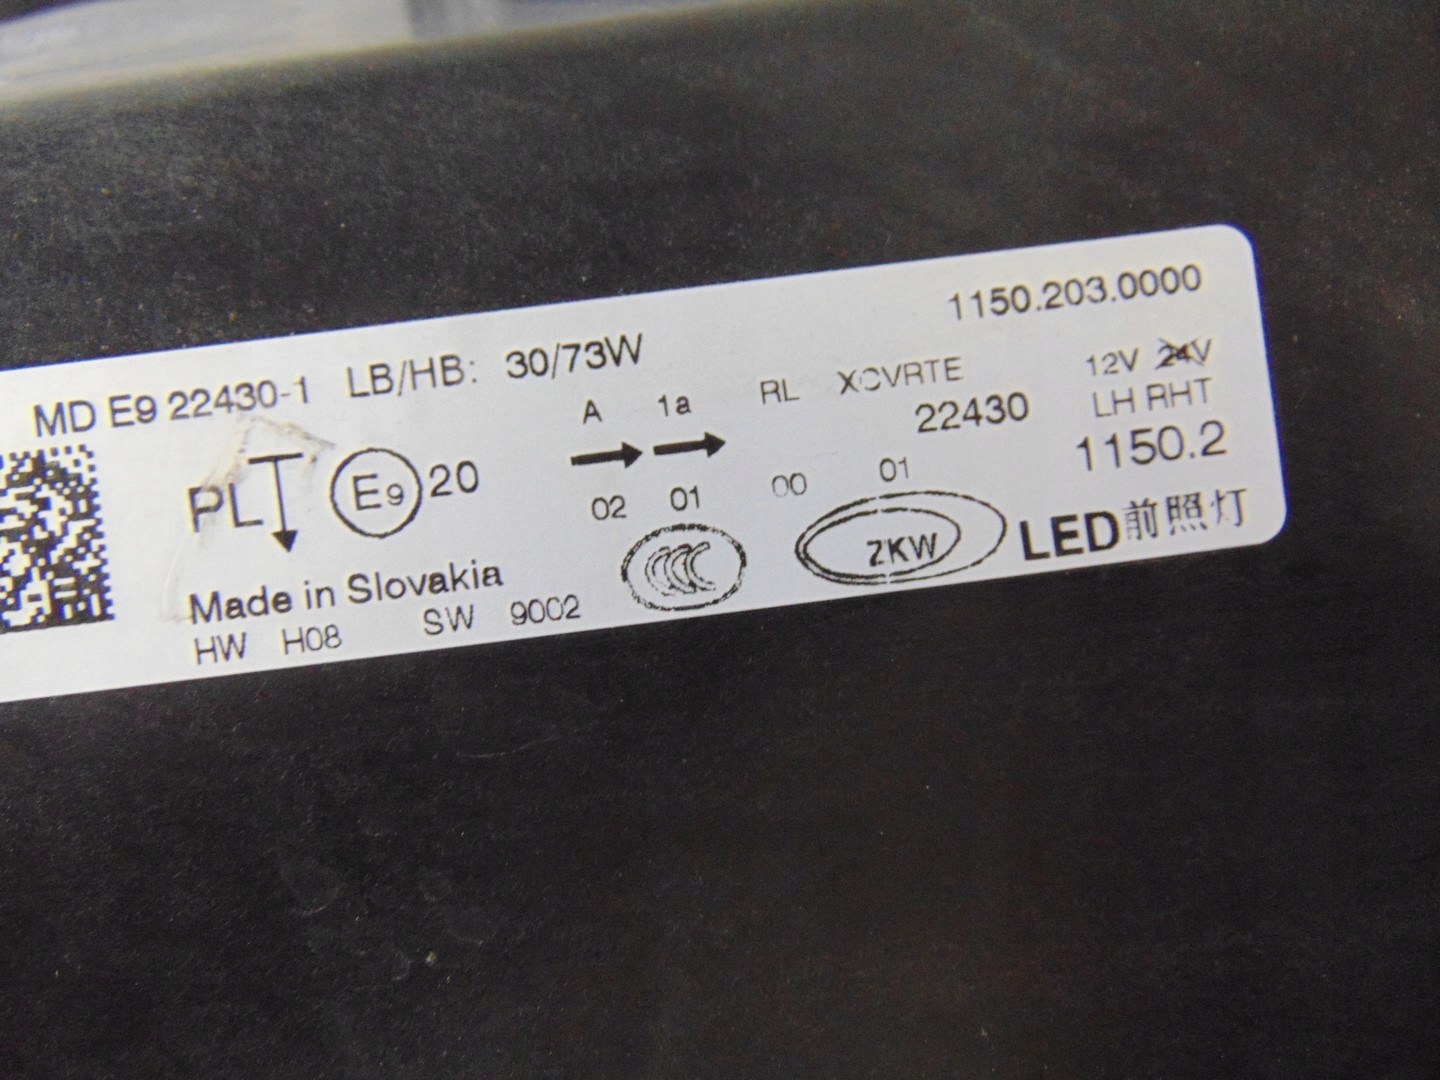 1150.203.0000
MD E9 22430-1 LB/HB: 30/73W
A 1a RL XCVRTE 12V 24V
22430 LH RHT
PL E9 20 1150.2
02 01 00 01
ZKW LED前照灯
Made in Slovakia CCC
HW H08 SW 9002